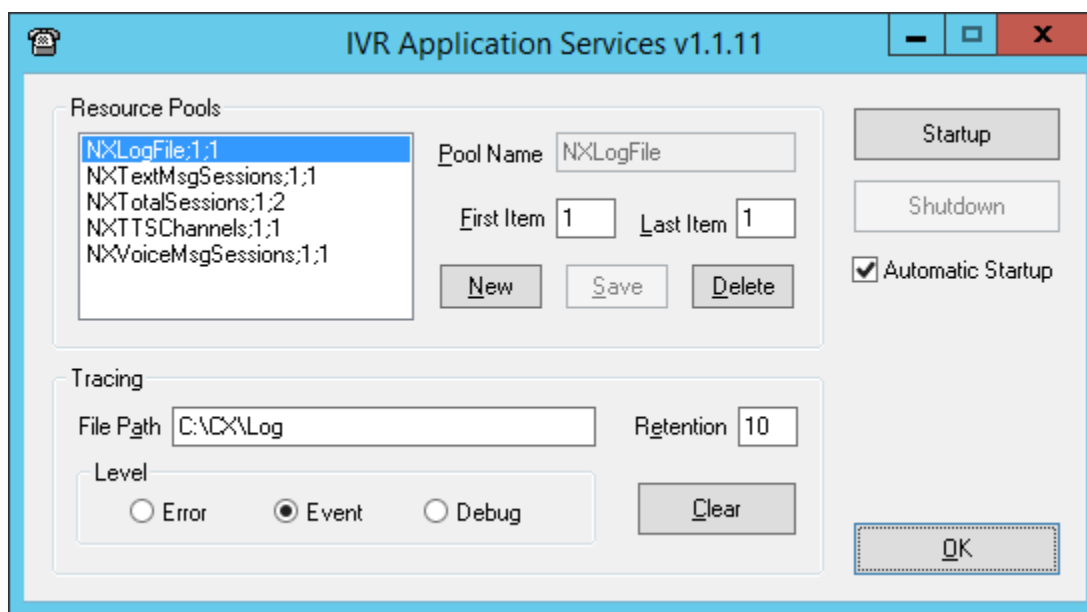 IVR Application Services v1.1.11
Resource Pools
NXLogFile;1;1
NXTextMsgSessions;1;1
NXTotalSessions;1;2
NXTTSChannels;1;1
NXVoiceMsgSessions;1;1
Pool Name NXLogFile
First Item 1 Last Item 1
New Save Delete
Startup
Shutdown
Automatic Startup
Tracing
File Path C:\CX\Log Retention 10
Level
Error Event Debug
Clear
OK